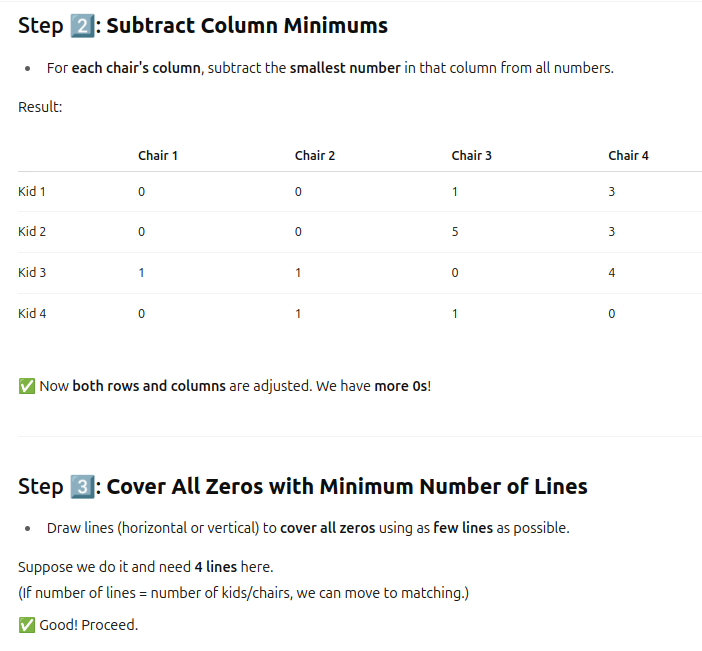 Step 2️⃣: Subtract Column Minimums
• For each chair's column, subtract the smallest number in that column from all numbers.
Result:
Chair 1 Chair 2 Chair 3 Chair 4
Kid 1 0 0 1 3
Kid 2 0 0 5 3
Kid 3 1 1 0 4
Kid 4 0 1 1 0
✅ Now both rows and columns are adjusted. We have more 0s!
Step 3️⃣: Cover All Zeros with Minimum Number of Lines
• Draw lines (horizontal or vertical) to cover all zeros using as few lines as possible.
Suppose we do it and need 4 lines here.
(If number of lines = number of kids/chairs, we can move to matching.)
✅ Good! Proceed.